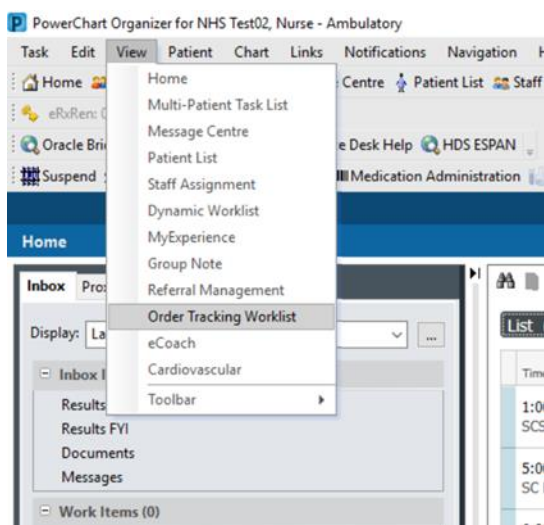 PowerChart Organizer for NHS Test02, Nurse - Ambulatory
Task Edit View Patient Chart Links Notifications Navigation
Home Centre Patient List Staff
eRxRen:
Oracle e Desk Help HDS ESPAN
Suspend Medication Administration
Home
Multi-Patient Task List
Message Centre
Patient List
Staff Assignment
Dynamic Worklist
MyExperience
Group Note
Referral Management
Order Tracking Worklist
eCoach
Cardiovascular
Toolbar
Home
Inbox
Display:
List
Inbox
Results
Results FYI
Documents
Messages
Work Items (0)
1:0
SCS
5:0
SC